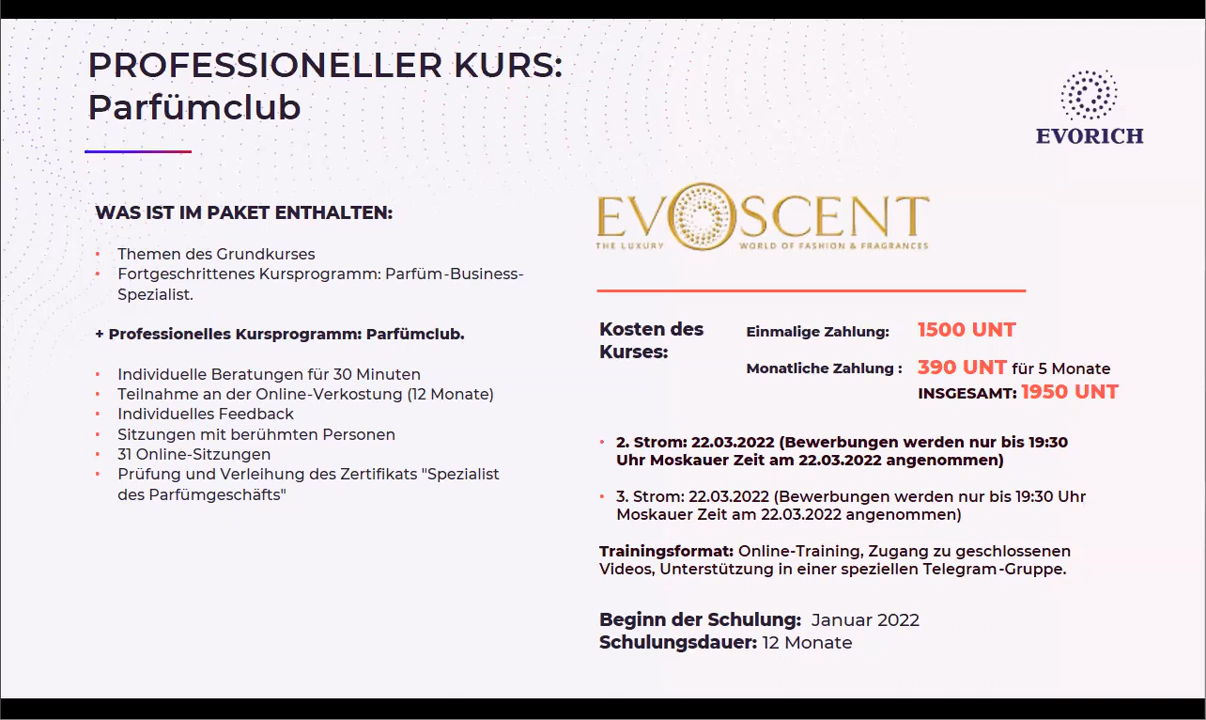 PROFESSIONELLER KURS:
Parfümclub
EVORICH
WAS IST IM PAKET ENTHALTEN:
• Themen des Grundkurses
• Fortgeschrittenes Kursprogramm: Parfüm-Business-
Spezialist.
+ Professionelles Kursprogramm: Parfümclub.
• Individuelle Beratungen für 30 Minuten
• Teilnahme an der Online-Verkostung (12 Monate)
• Individuelles Feedback
• Sitzungen mit berühmten Personen
• 31 Online-Sitzungen
• Prüfung und Verleihung des Zertifikats "Spezialist
des Parfümgeschäfts"
EVOSCENT
THE LUXURY WORLD OF FASHION & FRAGRANCES
Kosten des
Kurses:
Einmalige Zahlung: 1500 UNT
Monatliche Zahlung : 390 UNT für 5 Monate
INSGESAMT: 1950 UNT
• 2. Strom: 22.03.2022 (Bewerbungen werden nur bis 19:30
Uhr Moskauer Zeit am 22.03.2022 angenommen)
• 3. Strom: 22.03.2022 (Bewerbungen werden nur bis 19:30 Uhr
Moskauer Zeit am 22.03.2022 angenommen)
Trainingsformat: Online-Training, Zugang zu geschlossenen
Videos, Unterstützung in einer speziellen Telegram-Gruppe.
Beginn der Schulung: Januar 2022
Schulungsdauer: 12 Monate